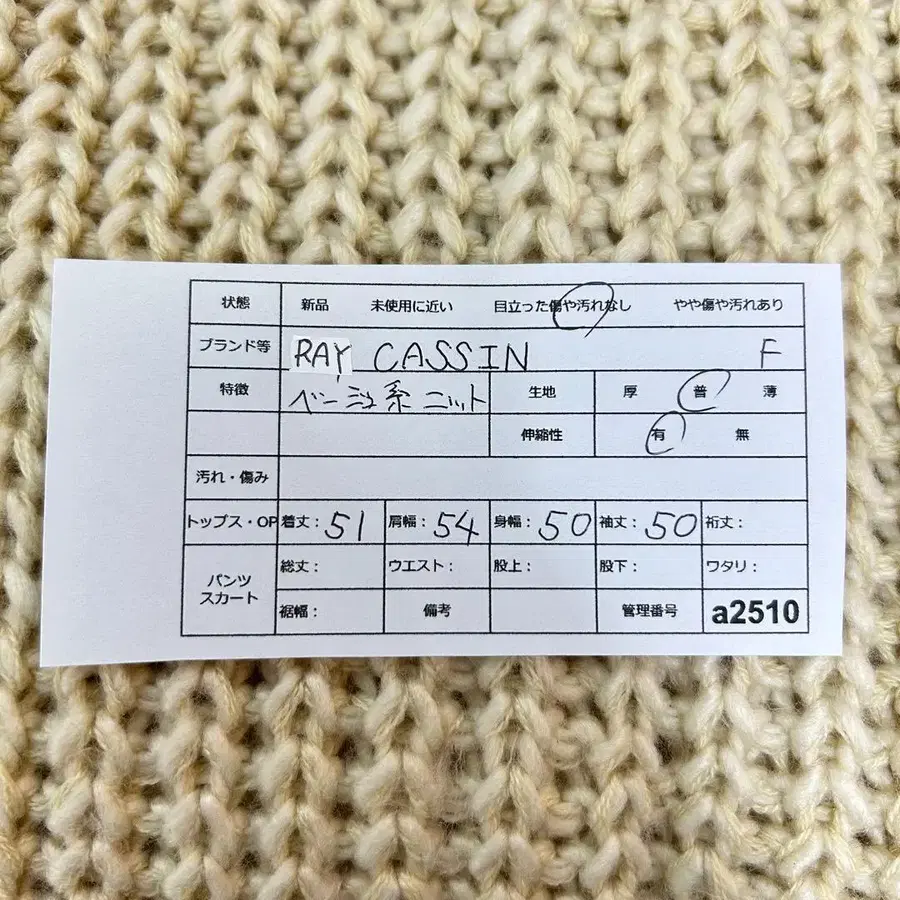 状態 新品 未使用に近い 目立った傷や汚れなし やや傷や汚れあり
ブランド等 RAY CASSIN F
特徴 ベージュ系ニット 生地 厚 普 薄
伸縮性 有 無
汚れ・傷み
トップス・OP 着丈: 51 肩幅: 54 身幅: 50 袖丈: 50 裄丈:
パンツ スカート 総丈: ウエスト: 股上: 股下: ワタリ:
裾幅: 備考 管理番号 a2510